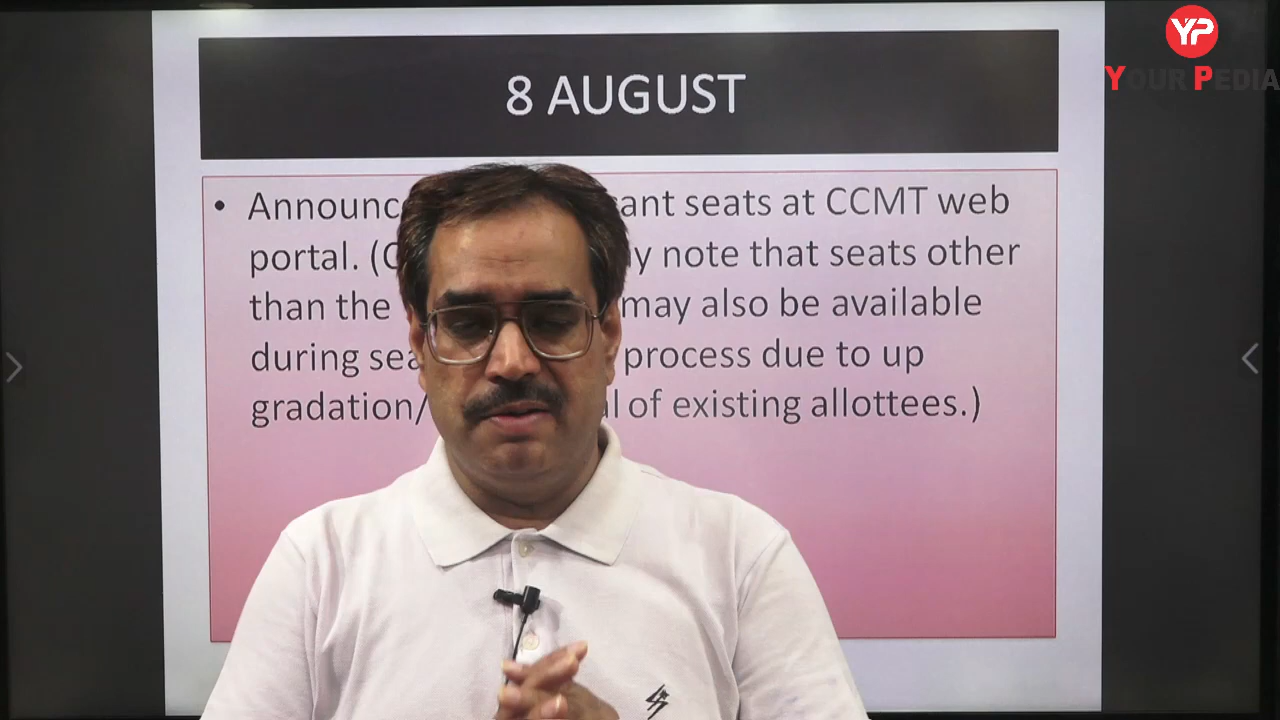 YP
YOUR PEDIA
8 AUGUST
• Announc ant seats at CCMT web
portal. (C y note that seats other
than the may also be available
during sea process due to up
gradation/ l of existing allottees.)